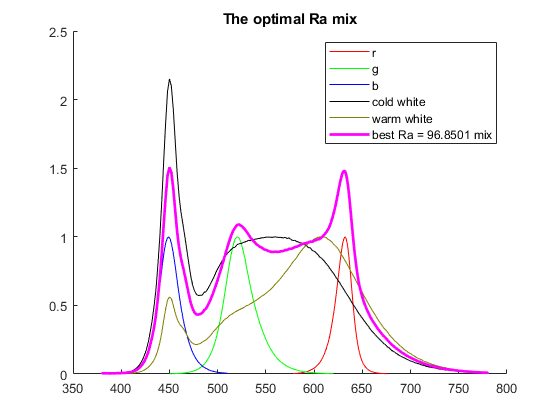 The optimal Ra mix
2.5
2
1.5
1
0.5
0
350 400 450 500 550 600 650 700 750 800
r
g
b
cold white
warm white
best Ra = 96.8501 mix